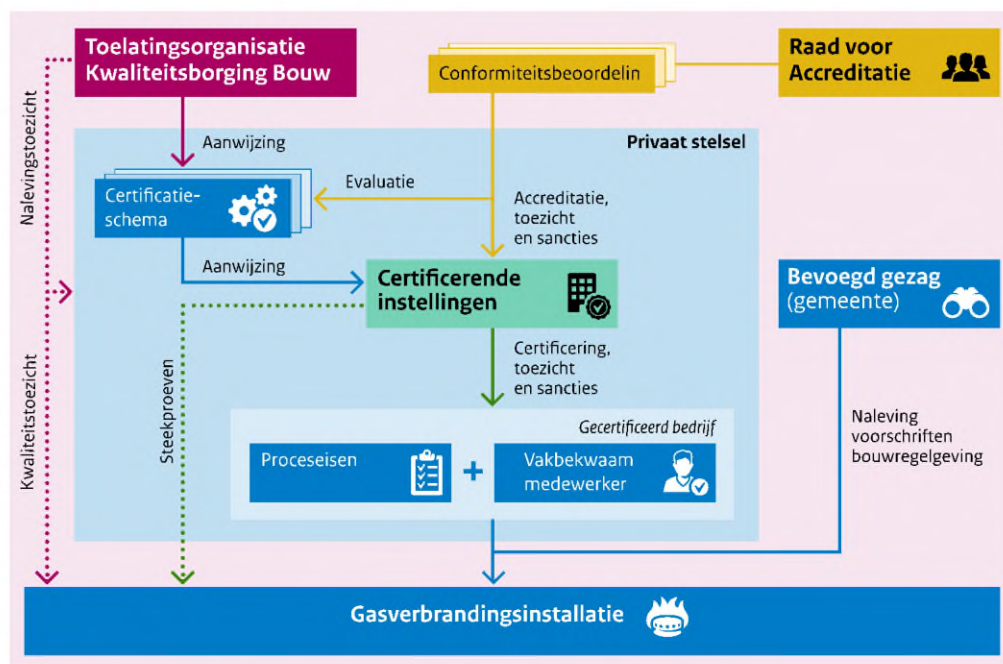 Toelatingsorganisatie
Kwaliteitsborging Bouw
Conformiteitsbeoordelin
Raad voor
Accreditatie
Nalevingstoezicht
Kwaliteitstoezicht
Aanwijzing
Privaat stelsel
Certificatie-
schema
Evaluatie
Accreditatie,
toezicht
en sancties
Aanwijzing
Certificerende
instellingen
Bevoegd gezag
(gemeente)
Steekproeven
Certificering,
toezicht
en sancties
Naleving
voorschriften
bouwregelgeving
Gecertificeerd bedrijf
Proceseisen
+
Vakbekwaam
medewerker
Gasverbrandingsinstallatie